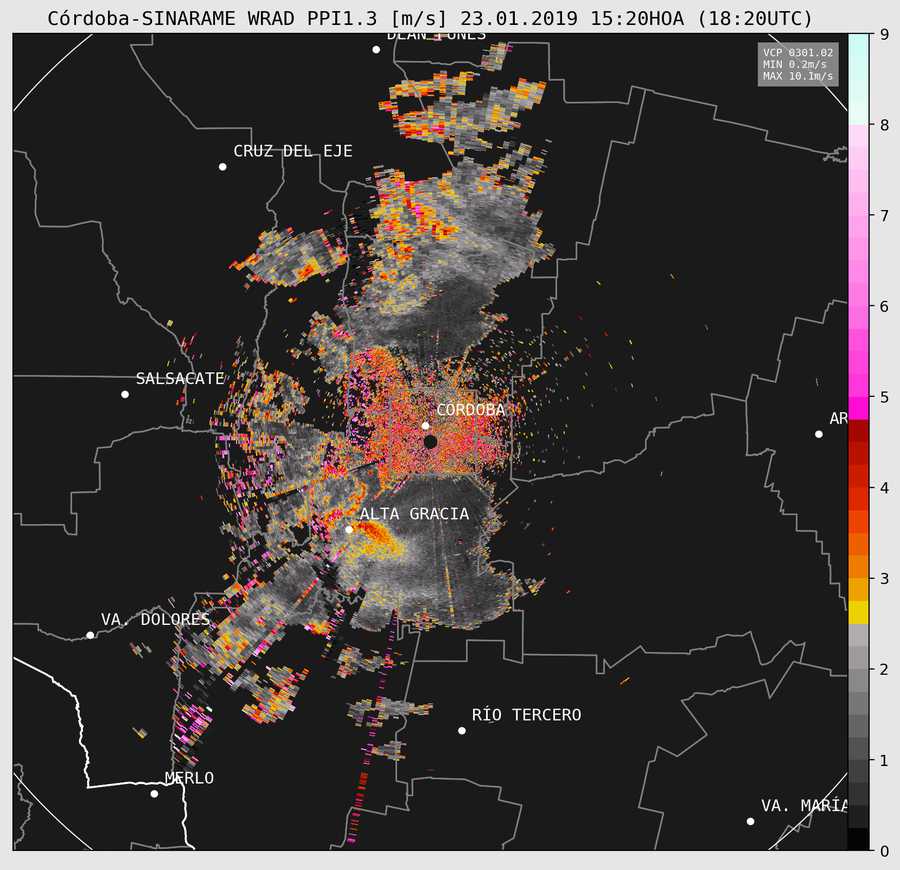 Córdoba-SINARAME WRAD PPI1.3 [m/s] 23.01.2019 15:20HOA (18:20UTC)
DEAN FUNES
VCP 0301.02
MIN 0.2m/s
MAX 10.1m/s
9
8
CRUZ DEL EJE
7
6
SALSACATE
5
CÓRDOBA
AR
4
ALTA GRACIA
3
VA. DOLORES
2
RÍO TERCERO
1
MERLO
VA. MARÍA
0